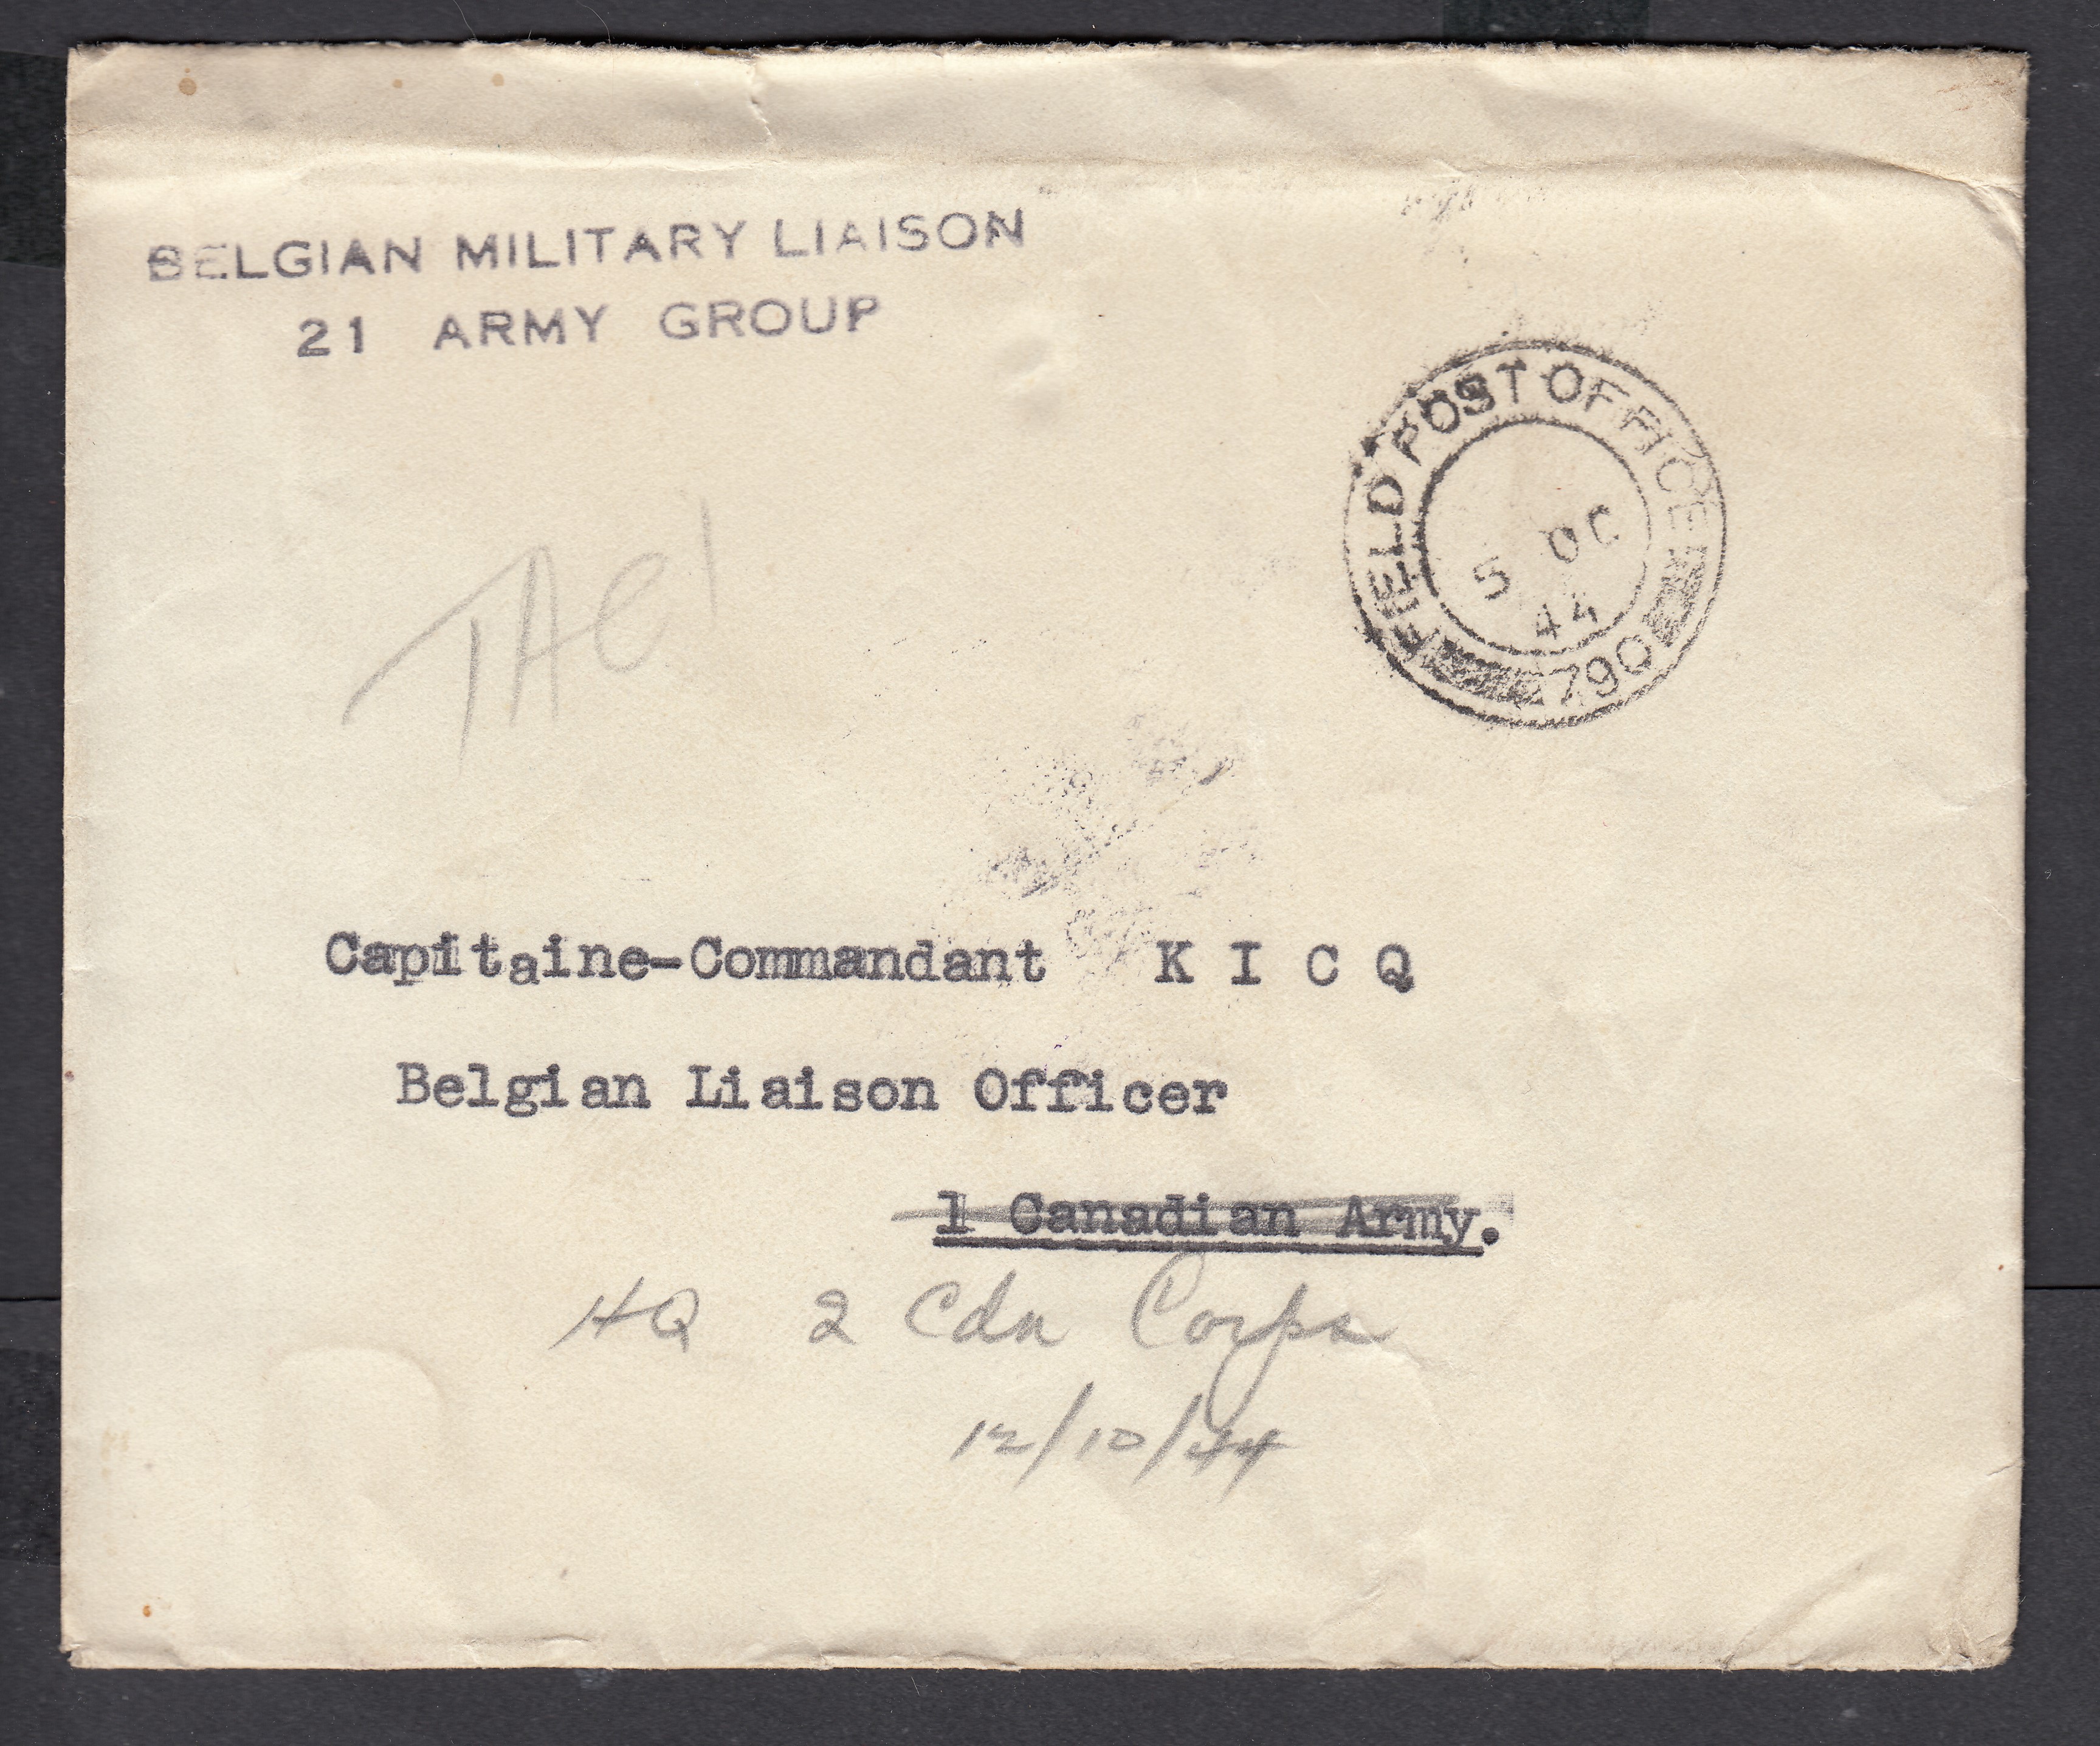 BELGIAN MILITARY LIAISON
21 ARMY GROUP
FIELD POST OFFICE
5 OC
44
790
TAC
Capitaine-Commandant K I C Q
Belgian Liaison Officer
1 Canadian Army.
HQ 2 Cdn Corps
12/10/44